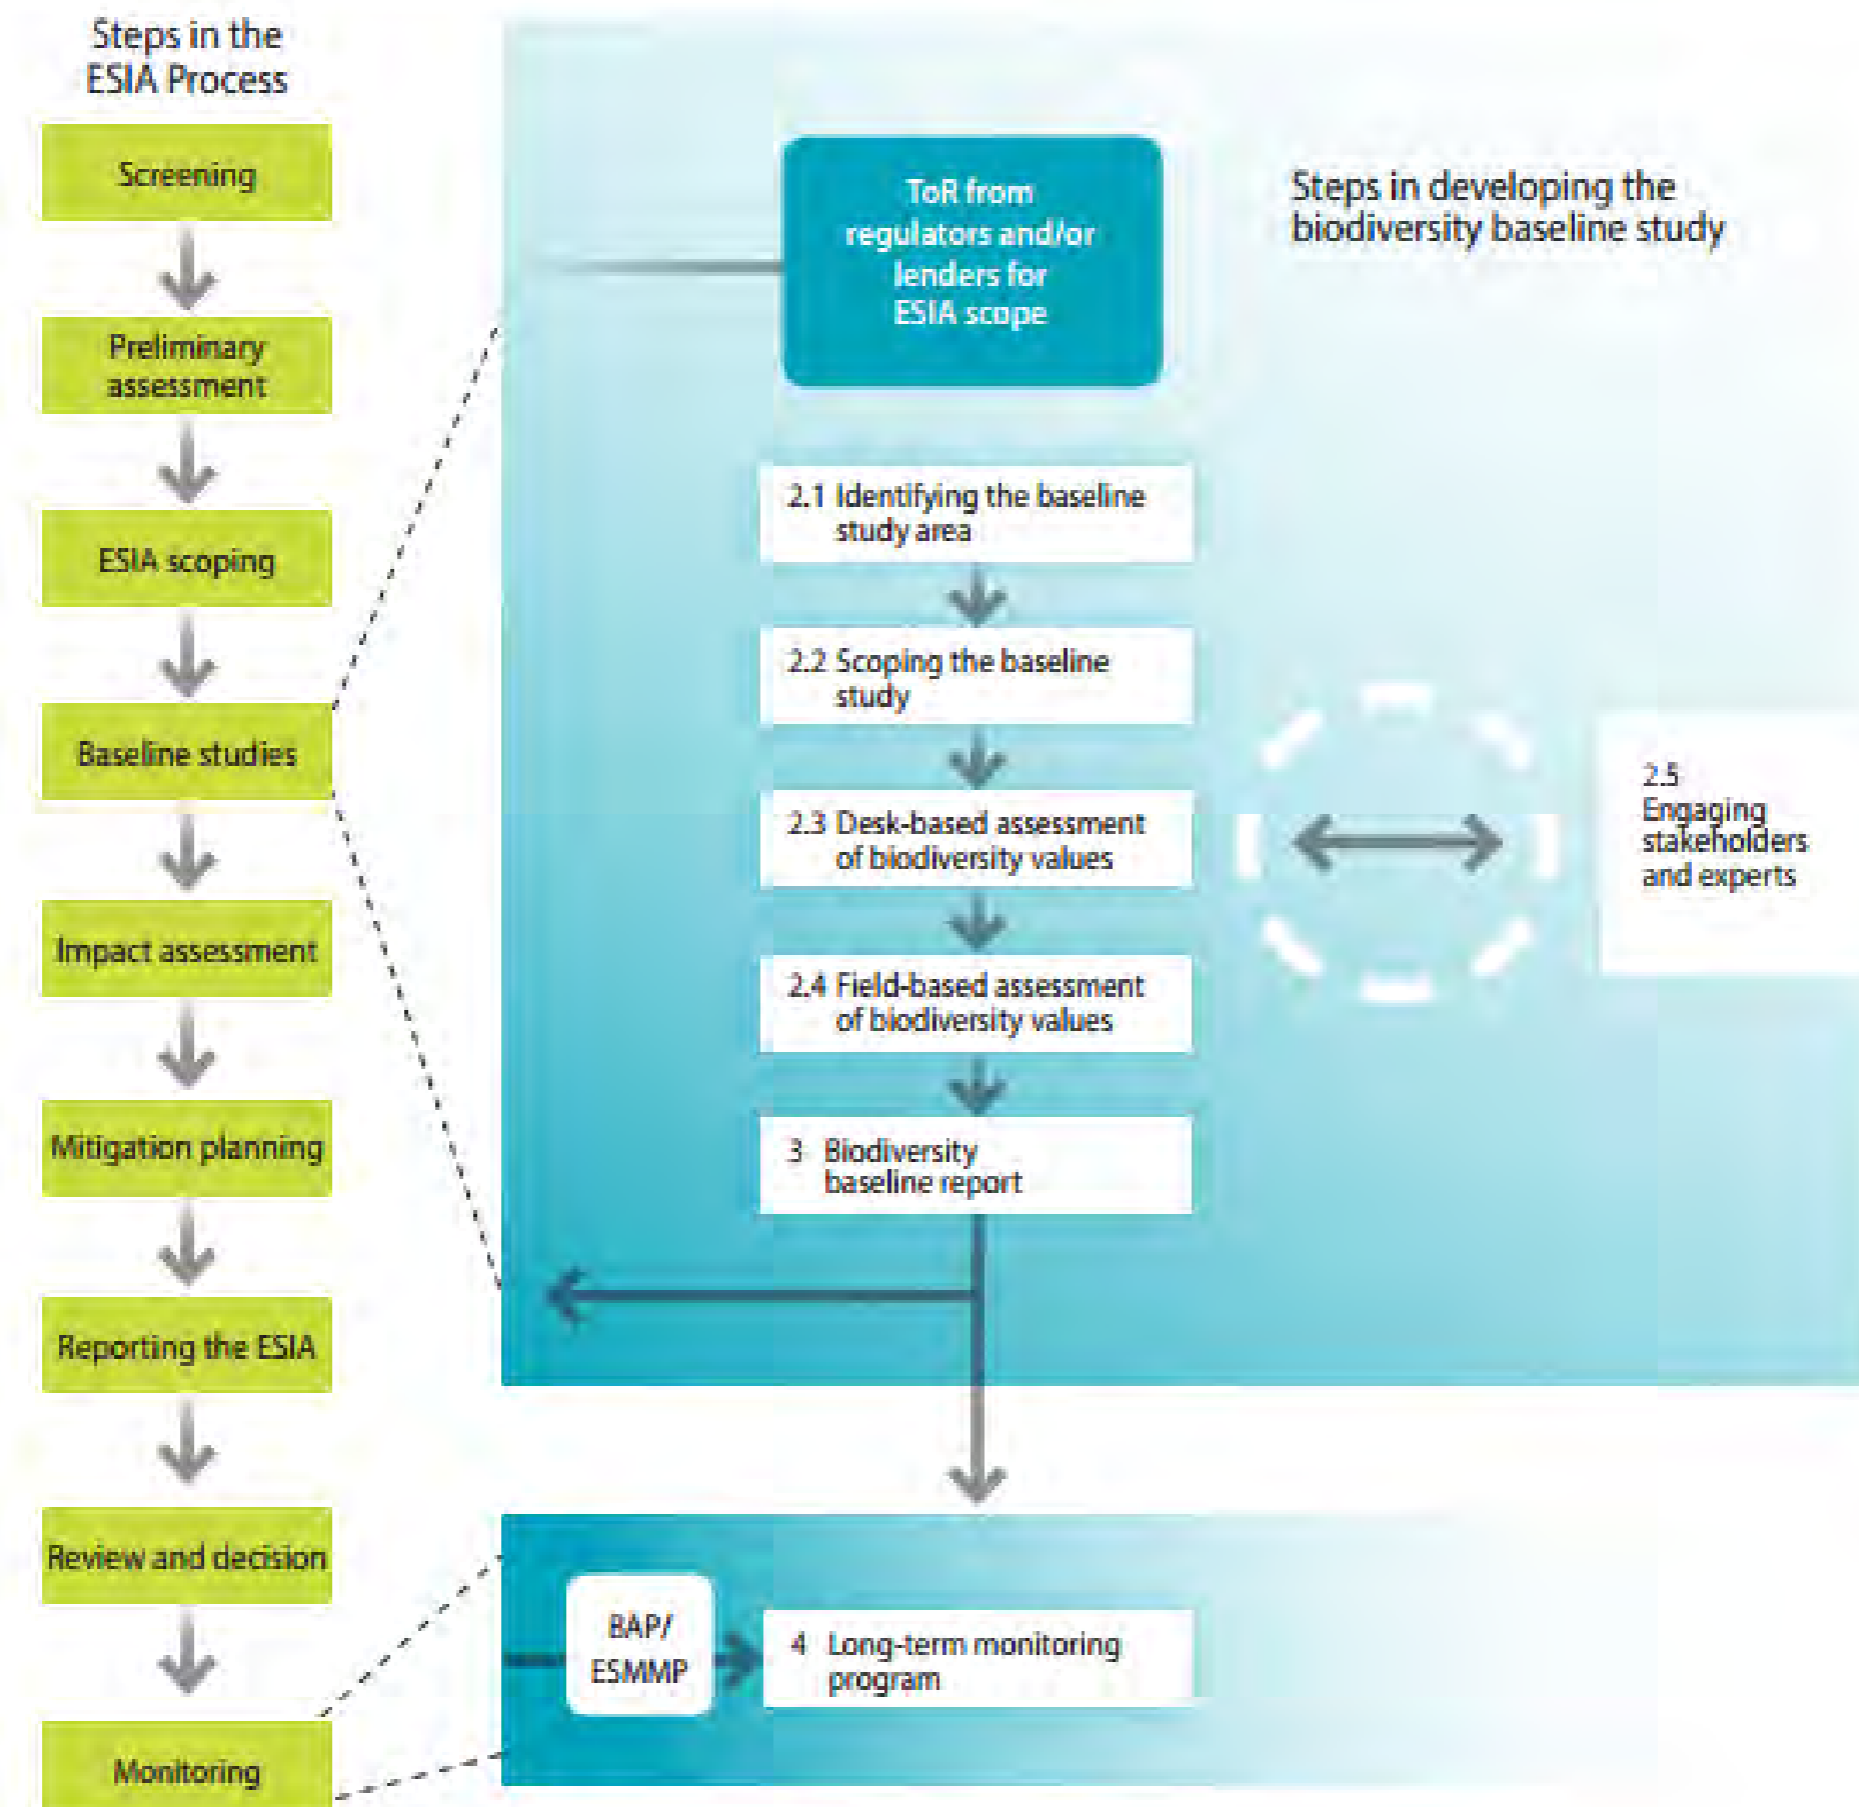 Steps in the
ESIA Process
Screening
Preliminary
assessment
ESIA scoping
Baseline studies
Impact assessment
Mitigation planning
Reporting the ESIA
Review and decision
Monitoring
ToR from
regulators and/or
lenders for
ESIA scope
Steps in developing the
biodiversity baseline study
2.1 Identifying the baseline
study area
2.2 Scoping the baseline
study
2.3 Desk-based assessment
of biodiversity values
2.4 Field-based assessment
of biodiversity values
3 Biodiversity
baseline report
2.5
Engaging
stakeholders
and experts
BAP/
ESMMP
4 Long-term monitoring
program